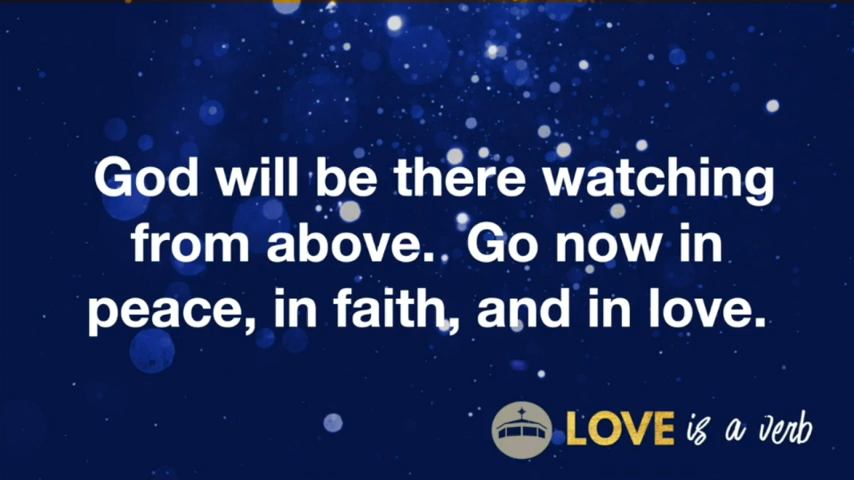 God will be there watching
from above.  Go now in
peace, in faith, and in love.
LOVE is a verb